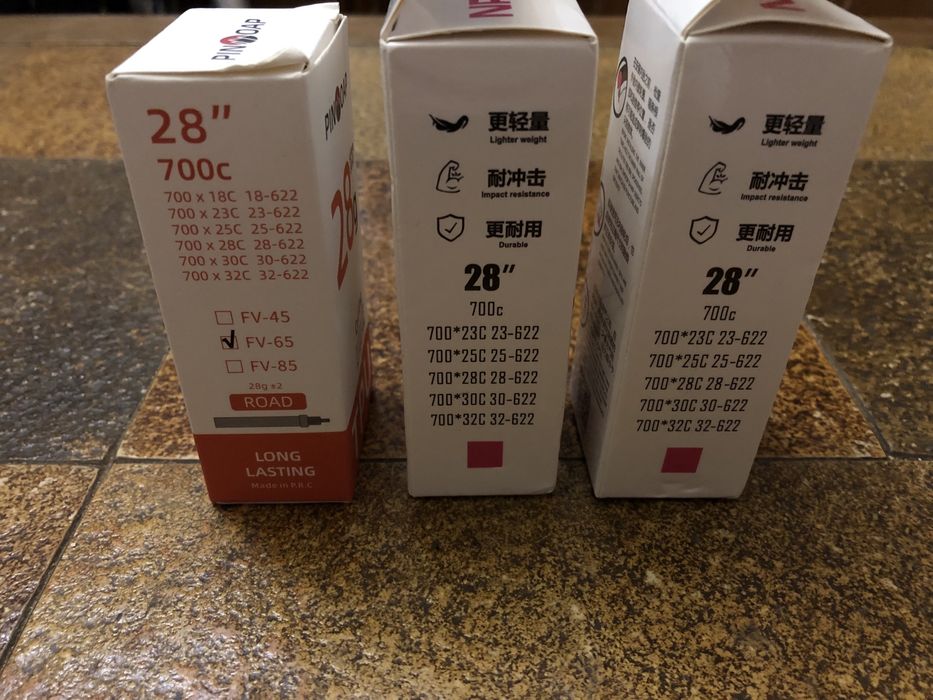 28"
700c
700 x 18C 18-622
700 x 23C 23-622
700 x 25C 25-622
700 x 28C 28-622
700 x 30C 30-622
700 x 32C 32-622
FV-45
FV-65
FV-85
28g ±2
ROAD
LONG
LASTING
Made in P.R.C
28g
更轻量
Lighter weight
耐冲击
Impact resistance
更耐用
Durable
28"
700c
700*23C 23-622
700*25C 25-622
700*28C 28-622
700*30C 30-622
700*32C 32-622
更轻量
Lighter weight
耐冲击
Impact resistance
更耐用
Durable
28"
700c
700*23C 23-622
700*25C 25-622
700*28C 28-622
700*30C 30-622
700*32C 32-622